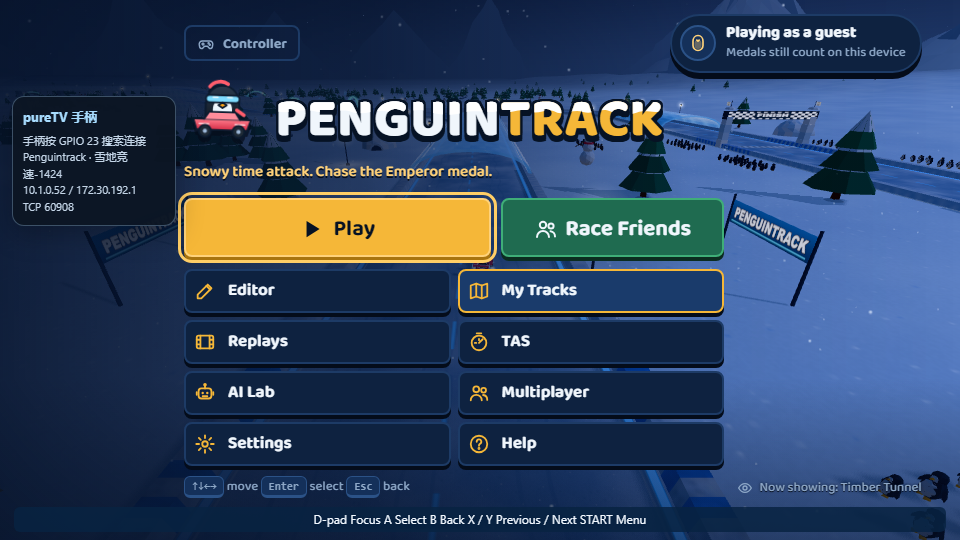 Controller
Playing as a guest
Medals still count on this device
pureTV 手柄
手柄按 GPIO 23 搜索连接
Penguintrack · 雪地竞
速-1424
10.1.0.52 / 172.30.192.1
TCP 60908
PENGUINTRACK
Snowy time attack. Chase the Emperor medal.
Play
Race Friends
PENGUIN
PENGUINTRACK
Editor
My Tracks
Replays
TAS
AI Lab
Multiplayer
Settings
Help
↑↓←→ move Enter select Esc back
Now showing: Timber Tunnel
D-pad Focus A Select B Back X / Y Previous / Next START Menu